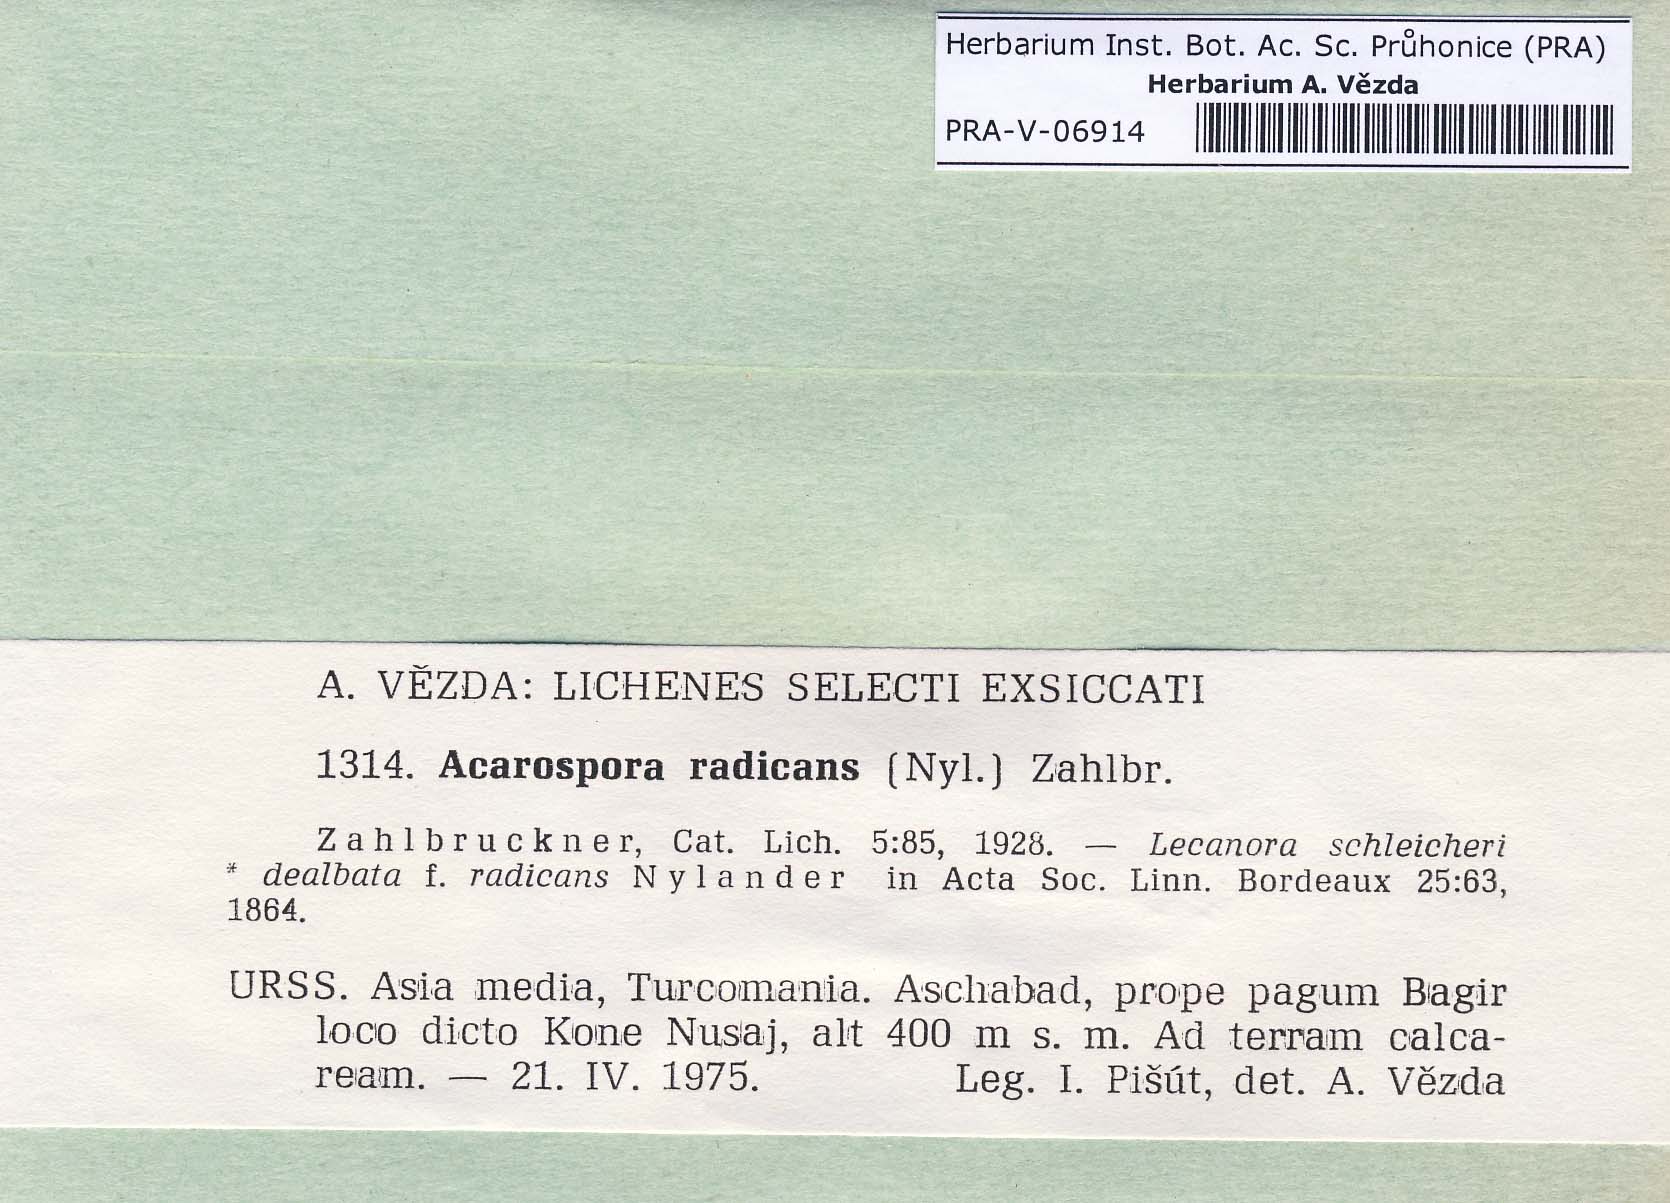 Herbarium Inst. Bot. Ac. Sc. Průhonice (PRA)
Herbarium A. Vězda
PRA-V-06914
A. VĚZDA: LICHENES SELECTI EXSICCATI
1314. Acarospora radicans (Nyl.) Zahlbr.
Zahlbruckner, Cat. Lich. 5:85, 1928. — Lecanora schleicheri
* dealbata f. radicans Nylander in Acta Soc. Linn. Bordeaux 25:63,
1864.
URSS. Asia media, Turcomania. Aschabad, prope pagum Bagir
loco dicto Kone Nusaj, alt 400 m s. m. Ad terram calca-
ream. — 21. IV. 1975. Leg. I. Pišút, det. A. Vězda